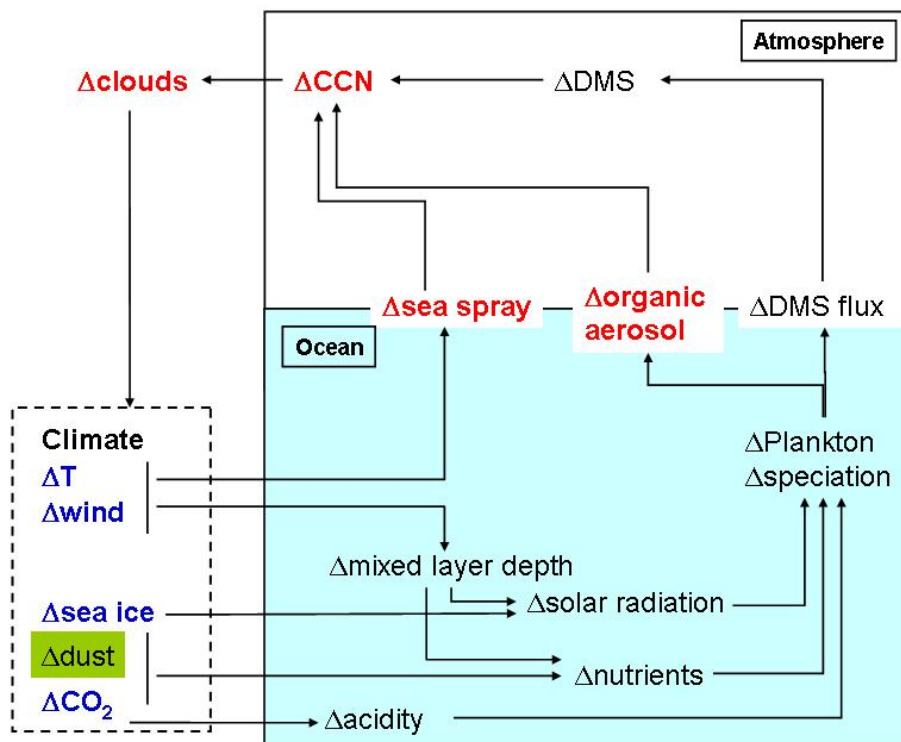 Atmosphere
Δclouds
ΔCCN
ΔDMS
Δsea spray
Δorganic
aerosol
ΔDMS flux
Ocean
Climate
ΔT
Δwind
ΔPlankton
Δspeciation
Δmixed layer depth
Δsolar radiation
Δsea ice
Δdust
Δnutrients
ΔCO₂
Δacidity